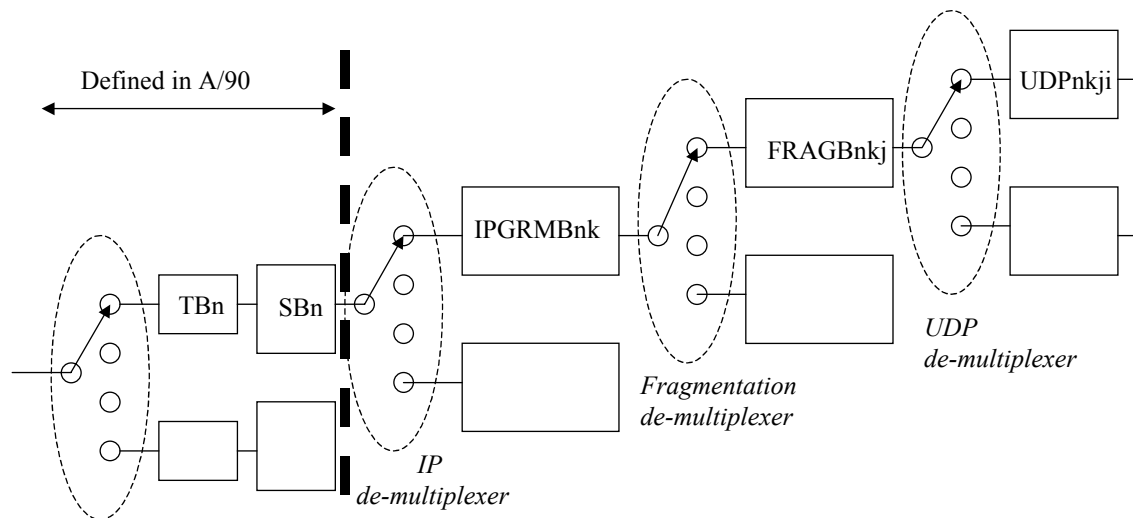 Defined in A/90
UDPnkji
FRAGBnkj
IPGRMBnk
TBn
SBn
UDP
de-multiplexer
Fragmentation
de-multiplexer
IP
de-multiplexer